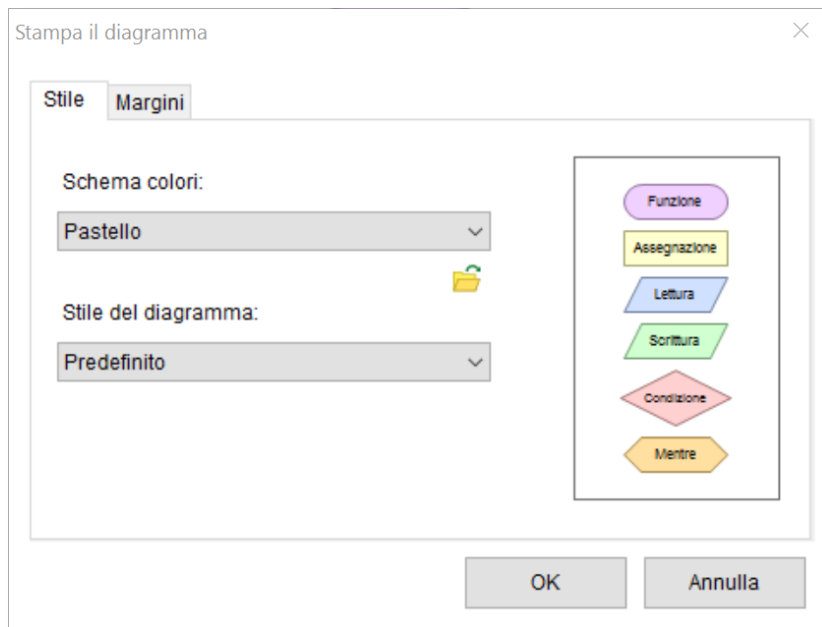 Stampa il diagramma
Stile
Margini
Schema colori:
Pastello
Stile del diagramma:
Predefinito
Funzione
Assegnazione
Lettura
Scrittura
Condizione
Mentre
OK
Annulla